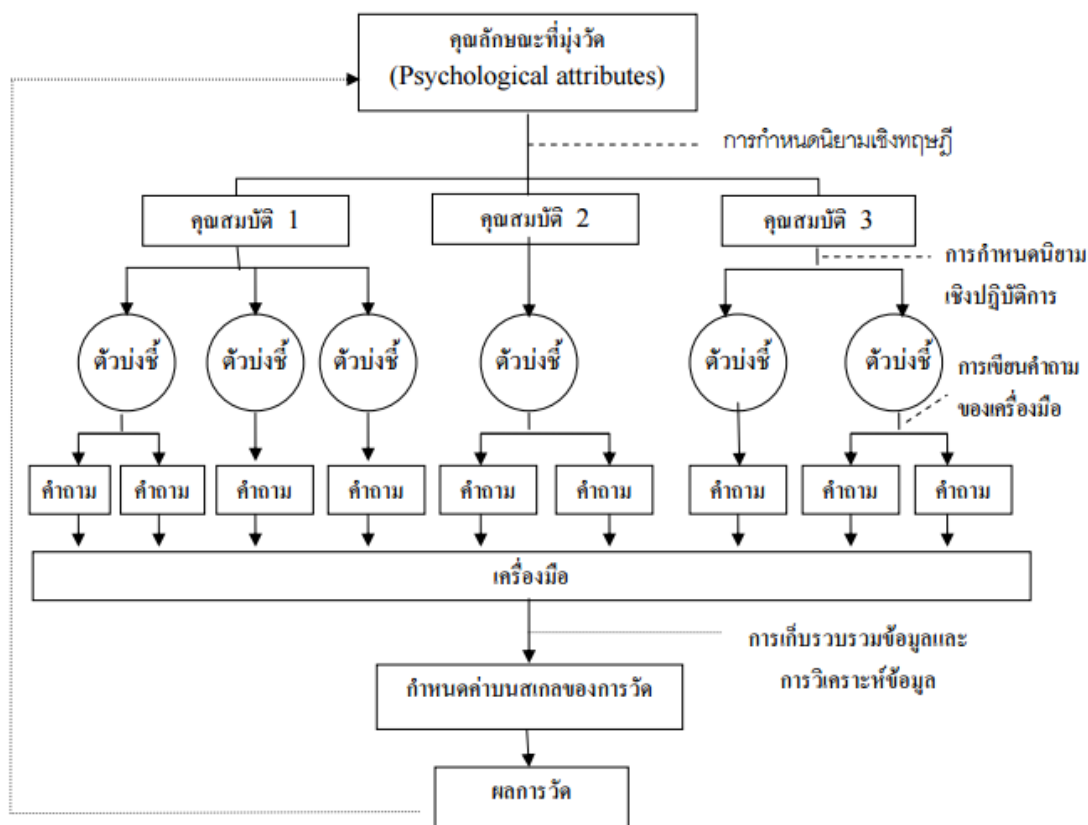 คุณลักษณะที่มุ่งวัด
(Psychological attributes)
การกำหนดนิยามเชิงทฤษฎี
คุณสมบัติ 1
คุณสมบัติ 2
คุณสมบัติ 3
การกำหนดนิยาม
เชิงปฏิบัติการ
ตัวบ่งชี้
ตัวบ่งชี้
ตัวบ่งชี้
ตัวบ่งชี้
ตัวบ่งชี้
ตัวบ่งชี้
การเขียนคำถาม
ของเครื่องมือ
คำถาม
คำถาม
คำถาม
คำถาม
คำถาม
คำถาม
คำถาม
คำถาม
คำถาม
เครื่องมือ
การเก็บรวบรวมข้อมูลและ
การวิเคราะห์ข้อมูล
กำหนดค่าบนสเกลของการวัด
ผลการวัด